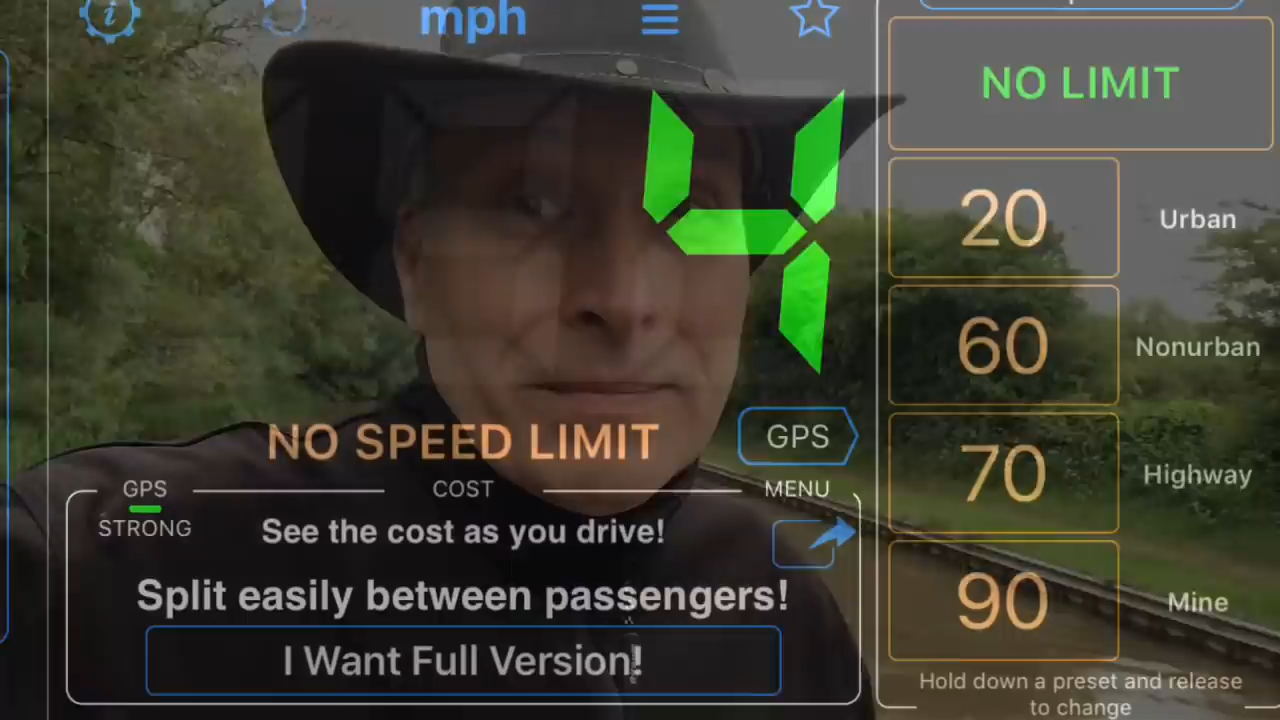 mph
4
NO SPEED LIMIT
GPS
GPS
COST
MENU
STRONG
See the cost as you drive!
Split easily between passengers!
I Want Full Version!
NO LIMIT
20 Urban
60 Nonurban
70 Highway
90 Mine
Hold down a preset and release
to change